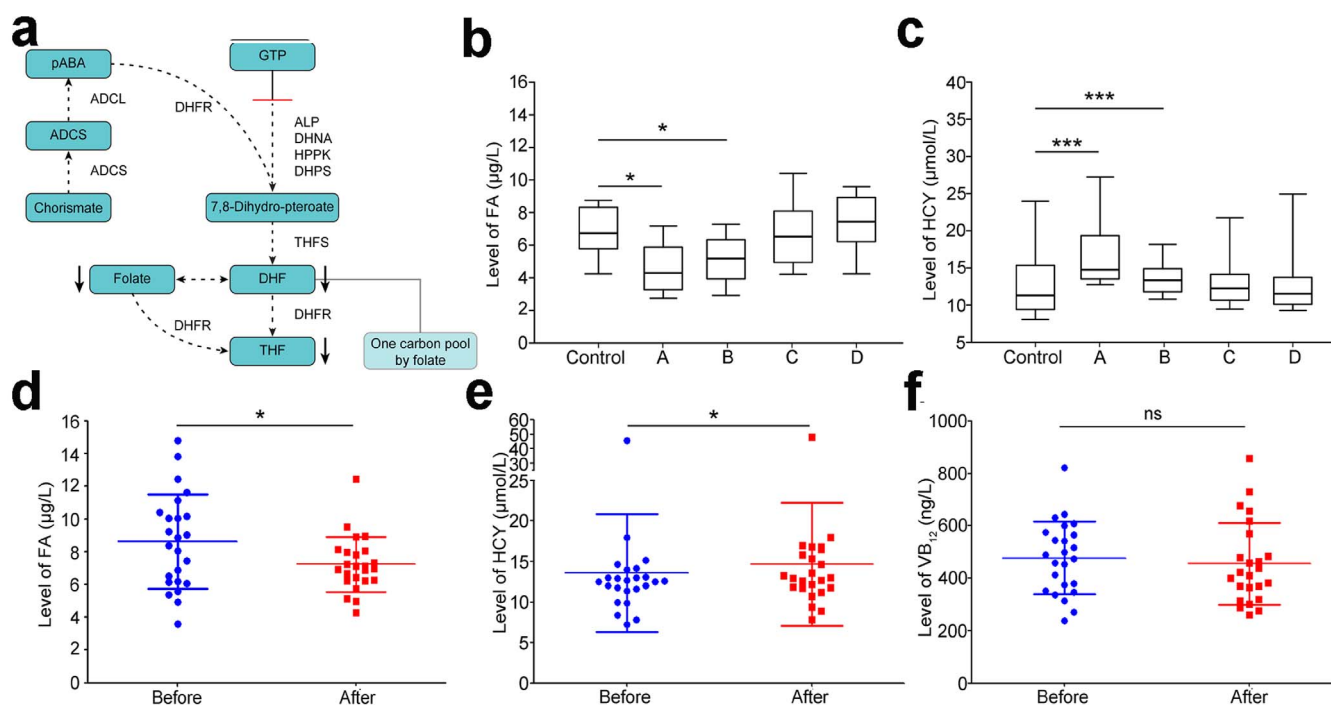 a
pABA
GTP
ADCL
DHFR
ALP
DHNA
HPPK
DHPS
ADCS
ADCS
Chorismate
7,8-Dihydro-pteroate
THFS
Folate
DHF
DHFR
DHFR
THF
One carbon pool
by folate
b
Level of FA (µg/L)
16
14
12
10
8
6
4
2
0
*
*
Control A B C D
c
Level of HCY (µmol/L)
40
35
30
25
20
15
10
5
***
***
Control A B C D
d
Level of FA (µg/L)
16
14
12
10
8
6
4
2
0
*
Before After
e
Level of HCY (µmol/L)
60
50
40
30
25
20
15
10
5
0
*
Before After
f
Level of VB12 (ng/L)
1000
800
600
400
200
0
ns
Before After